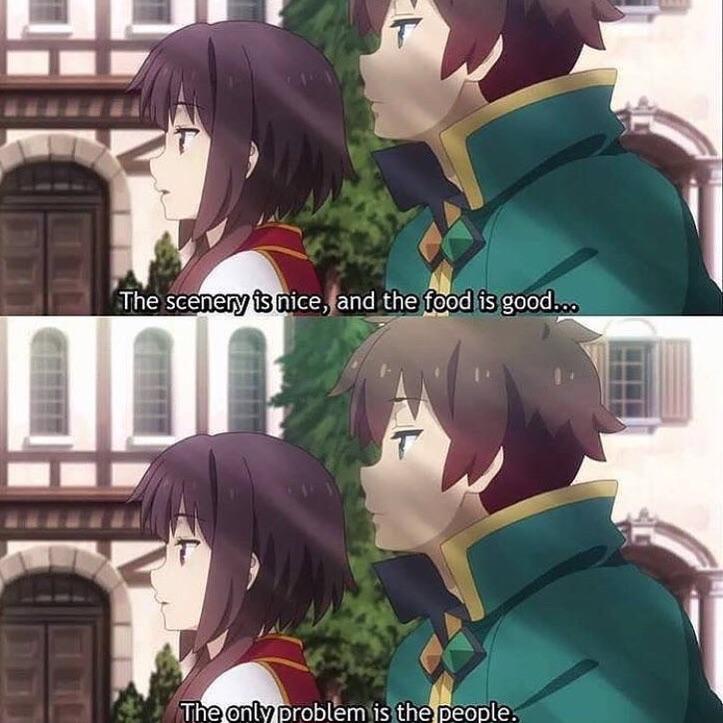 The scenery is nice, and the food is good...
The only problem is the people.